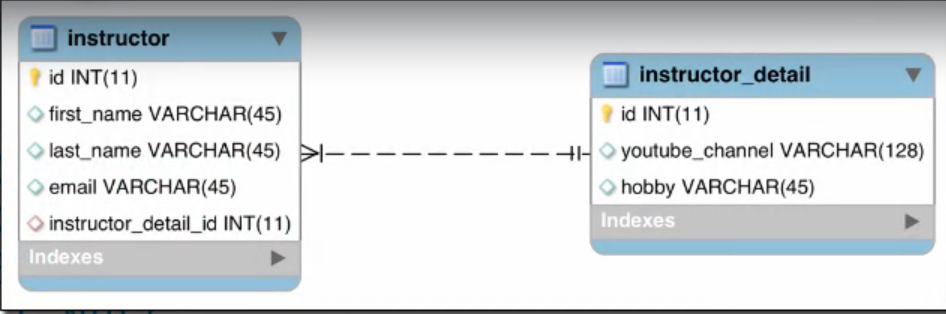 instructor
id INT(11)
first_name VARCHAR(45)
last_name VARCHAR(45)
email VARCHAR(45)
instructor_detail_id INT(11)
Indexes
instructor_detail
id INT(11)
youtube_channel VARCHAR(128)
hobby VARCHAR(45)
Indexes